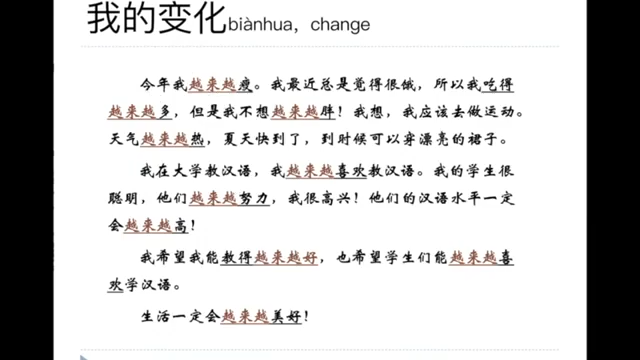 我的变化biànhua，change
今年我越来越瘦。我最近总是觉得很饿，所以我吃得
越来越多，但是我不想越来越胖！我想，我应该去做运动。
天气越来越热，夏天快到了，到时候可以穿漂亮的裙子。
我在大学教汉语，我越来越喜欢教汉语。我的学生很
聪明，他们越来越努力，我很高兴！他们的汉语水平一定
会越来越高！
我希望我能教得越来越好，也希望学生们能越来越喜
欢学汉语。
生活一定会越来越美好！